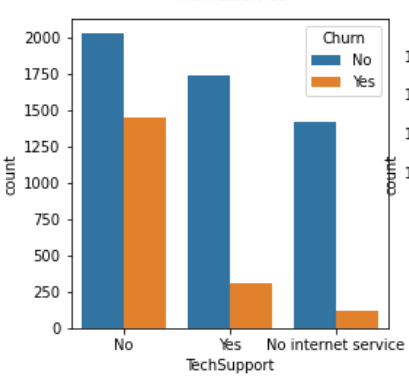 Churn
No
Yes
2000
1750
1500
1250
1000
750
500
250
0
count
count
No Yes No internet service
TechSupport